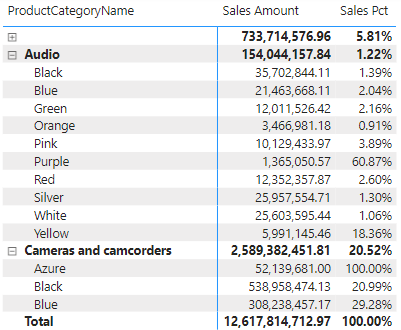 ProductCategoryName Sales Amount Sales Pct
733,714,576.96 5.81%
Audio 154,044,157.84 1.22%
Black 35,702,844.11 1.39%
Blue 21,463,668.11 2.04%
Green 12,011,526.42 2.16%
Orange 3,466,981.18 0.91%
Pink 10,129,433.97 3.89%
Purple 1,365,050.57 60.87%
Red 12,352,357.87 2.60%
Silver 25,957,554.71 1.30%
White 25,603,595.44 1.06%
Yellow 5,991,145.46 18.36%
Cameras and camcorders 2,589,382,451.81 20.52%
Azure 52,139,681.00 100.00%
Black 538,958,474.13 20.99%
Blue 308,238,457.17 29.28%
Total 12,617,814,712.97 100.00%